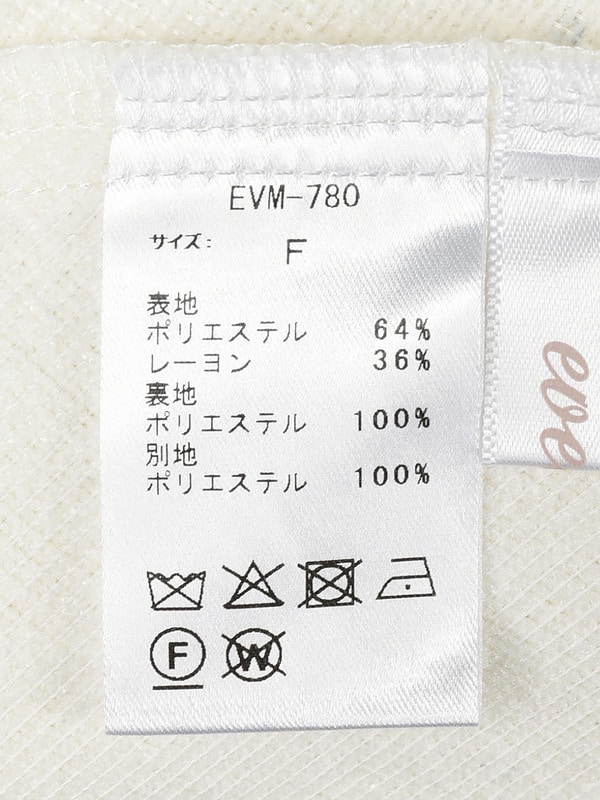 EVM-780
サイズ: F
表地
ポリエステル 64%
レーヨン 36%
裏地
ポリエステル 100%
別地
ポリエステル 100%
F W
eve